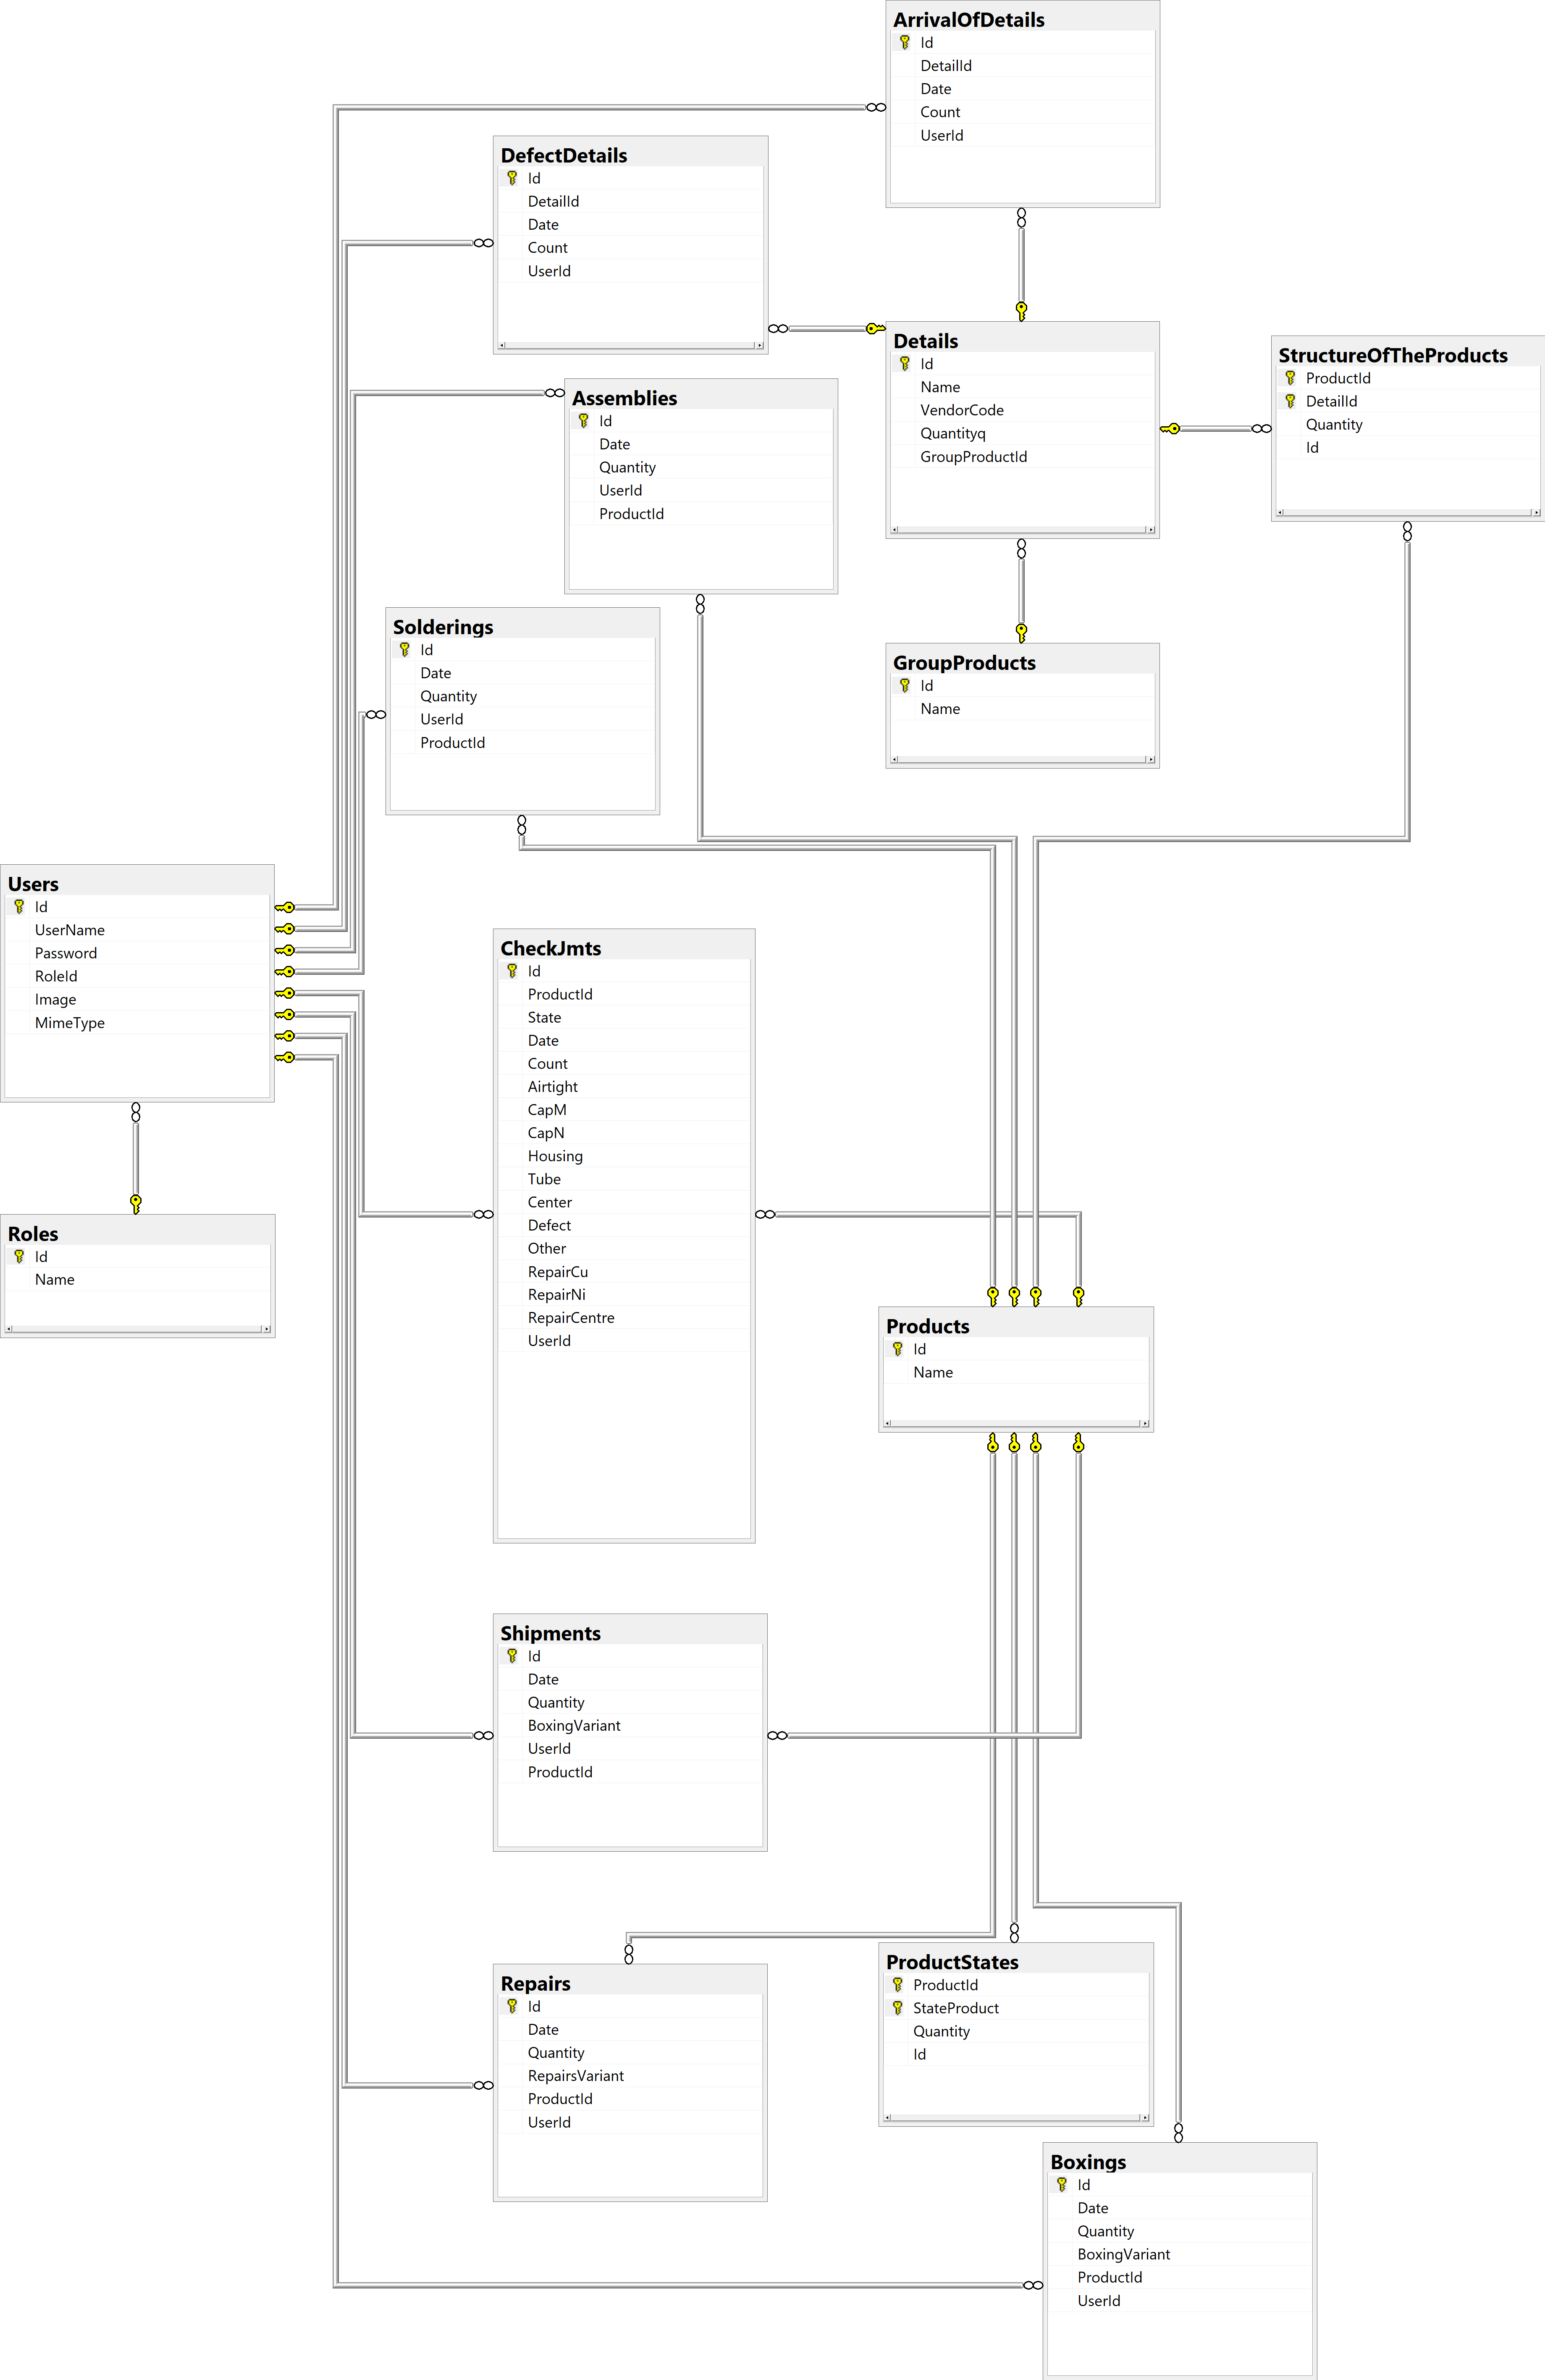 ArrivalOfDetails
Id
DetailId
Date
Count
UserId
DefectDetails
Id
DetailId
Date
Count
UserId
Details
Id
Name
VendorCode
Quantityq
GroupProductId
StructureOfTheProducts
ProductId
DetailId
Quantity
Id
Assemblies
Id
Date
Quantity
UserId
ProductId
Solderings
Id
Date
Quantity
UserId
ProductId
GroupProducts
Id
Name
Users
Id
UserName
Password
RoleId
Image
MimeType
CheckJmts
Id
ProductId
State
Date
Count
Airtight
CapM
CapN
Housing
Tube
Center
Defect
Other
RepairCu
RepairNi
RepairCentre
UserId
Roles
Id
Name
Products
Id
Name
Shipments
Id
Date
Quantity
BoxingVariant
UserId
ProductId
Repairs
Id
Date
Quantity
RepairsVariant
ProductId
UserId
ProductStates
ProductId
StateProduct
Quantity
Id
Boxings
Id
Date
Quantity
BoxingVariant
ProductId
UserId